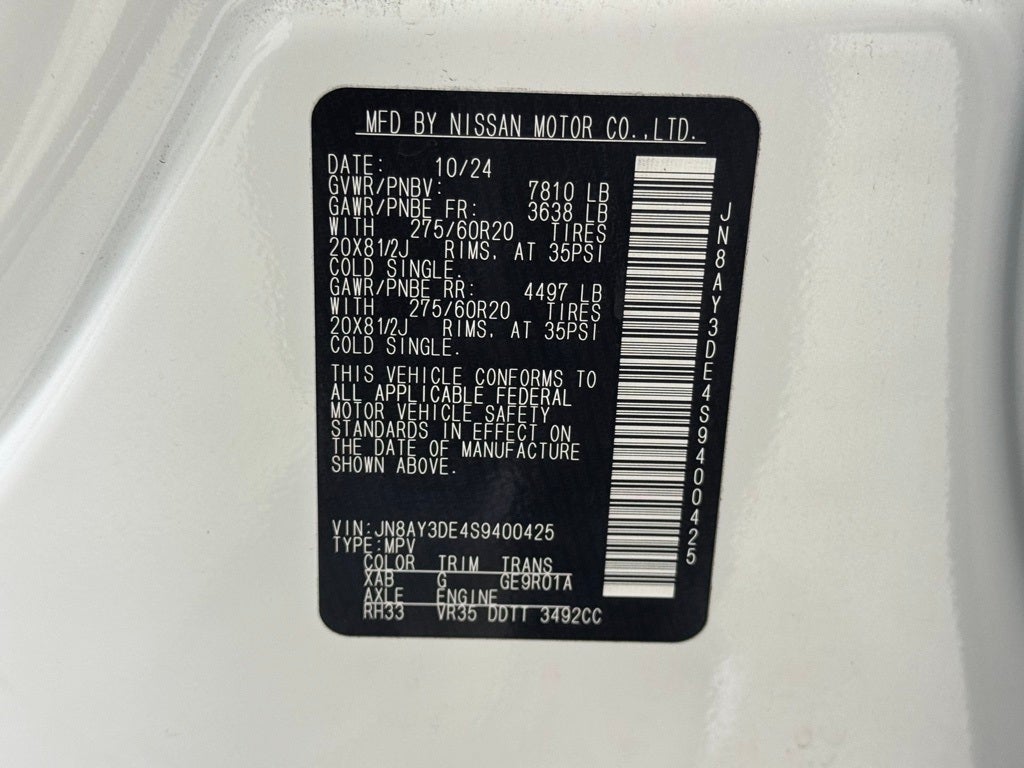 MFD BY NISSAN MOTOR CO.,LTD.
DATE: 10/24
GVWR/PNBV: 7810 LB
GAWR/PNBE FR: 3638 LB
WITH 275/60R20 TIRES
20X81/2J RIMS, AT 35PSI
COLD SINGLE.
GAWR/PNBE RR: 4497 LB
WITH 275/60R20 TIRES
20X81/2J RIMS, AT 35PSI
COLD SINGLE.
THIS VEHICLE CONFORMS TO
ALL APPLICABLE FEDERAL
MOTOR VEHICLE SAFETY
STANDARDS IN EFFECT ON
THE DATE OF MANUFACTURE
SHOWN ABOVE.
VIN:JN8AY3DE4S9400425
TYPE:MPV
COLOR TRIM TRANS
XAB G GE9R01A
AXLE ENGINE
RH33 VR35 DDTT 3492CC
JN8AY3DE4S9400425